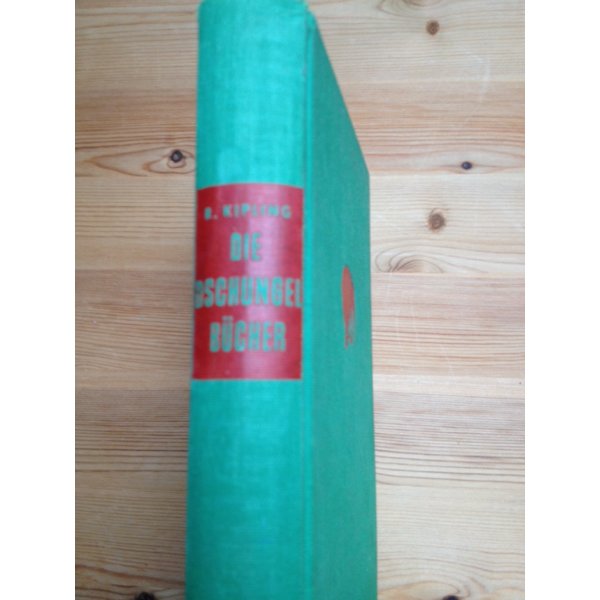 R. KIPLING
DIE
DSCHUNGEL
BÜCHER